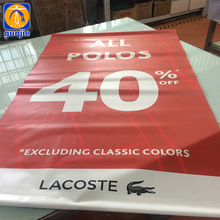 guojie
ALL
POLOS
40%*
OFF
*EXCLUDING CLASSIC COLORS
LACOSTE